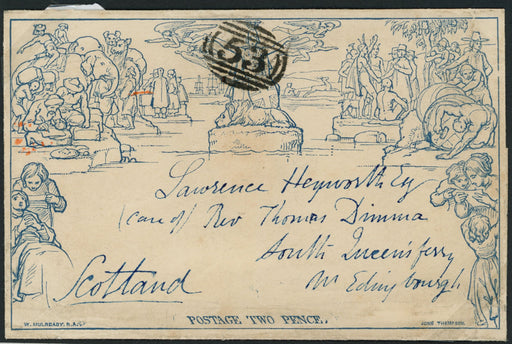 53
Lawrence Heyworth Esq
(care of Rev Thomas Dimma
South Queensferry
Nr Edinburgh
Scotland
POSTAGE TWO PENCE.
W. MULREADY. R.A.
JOHN THOMPSON.